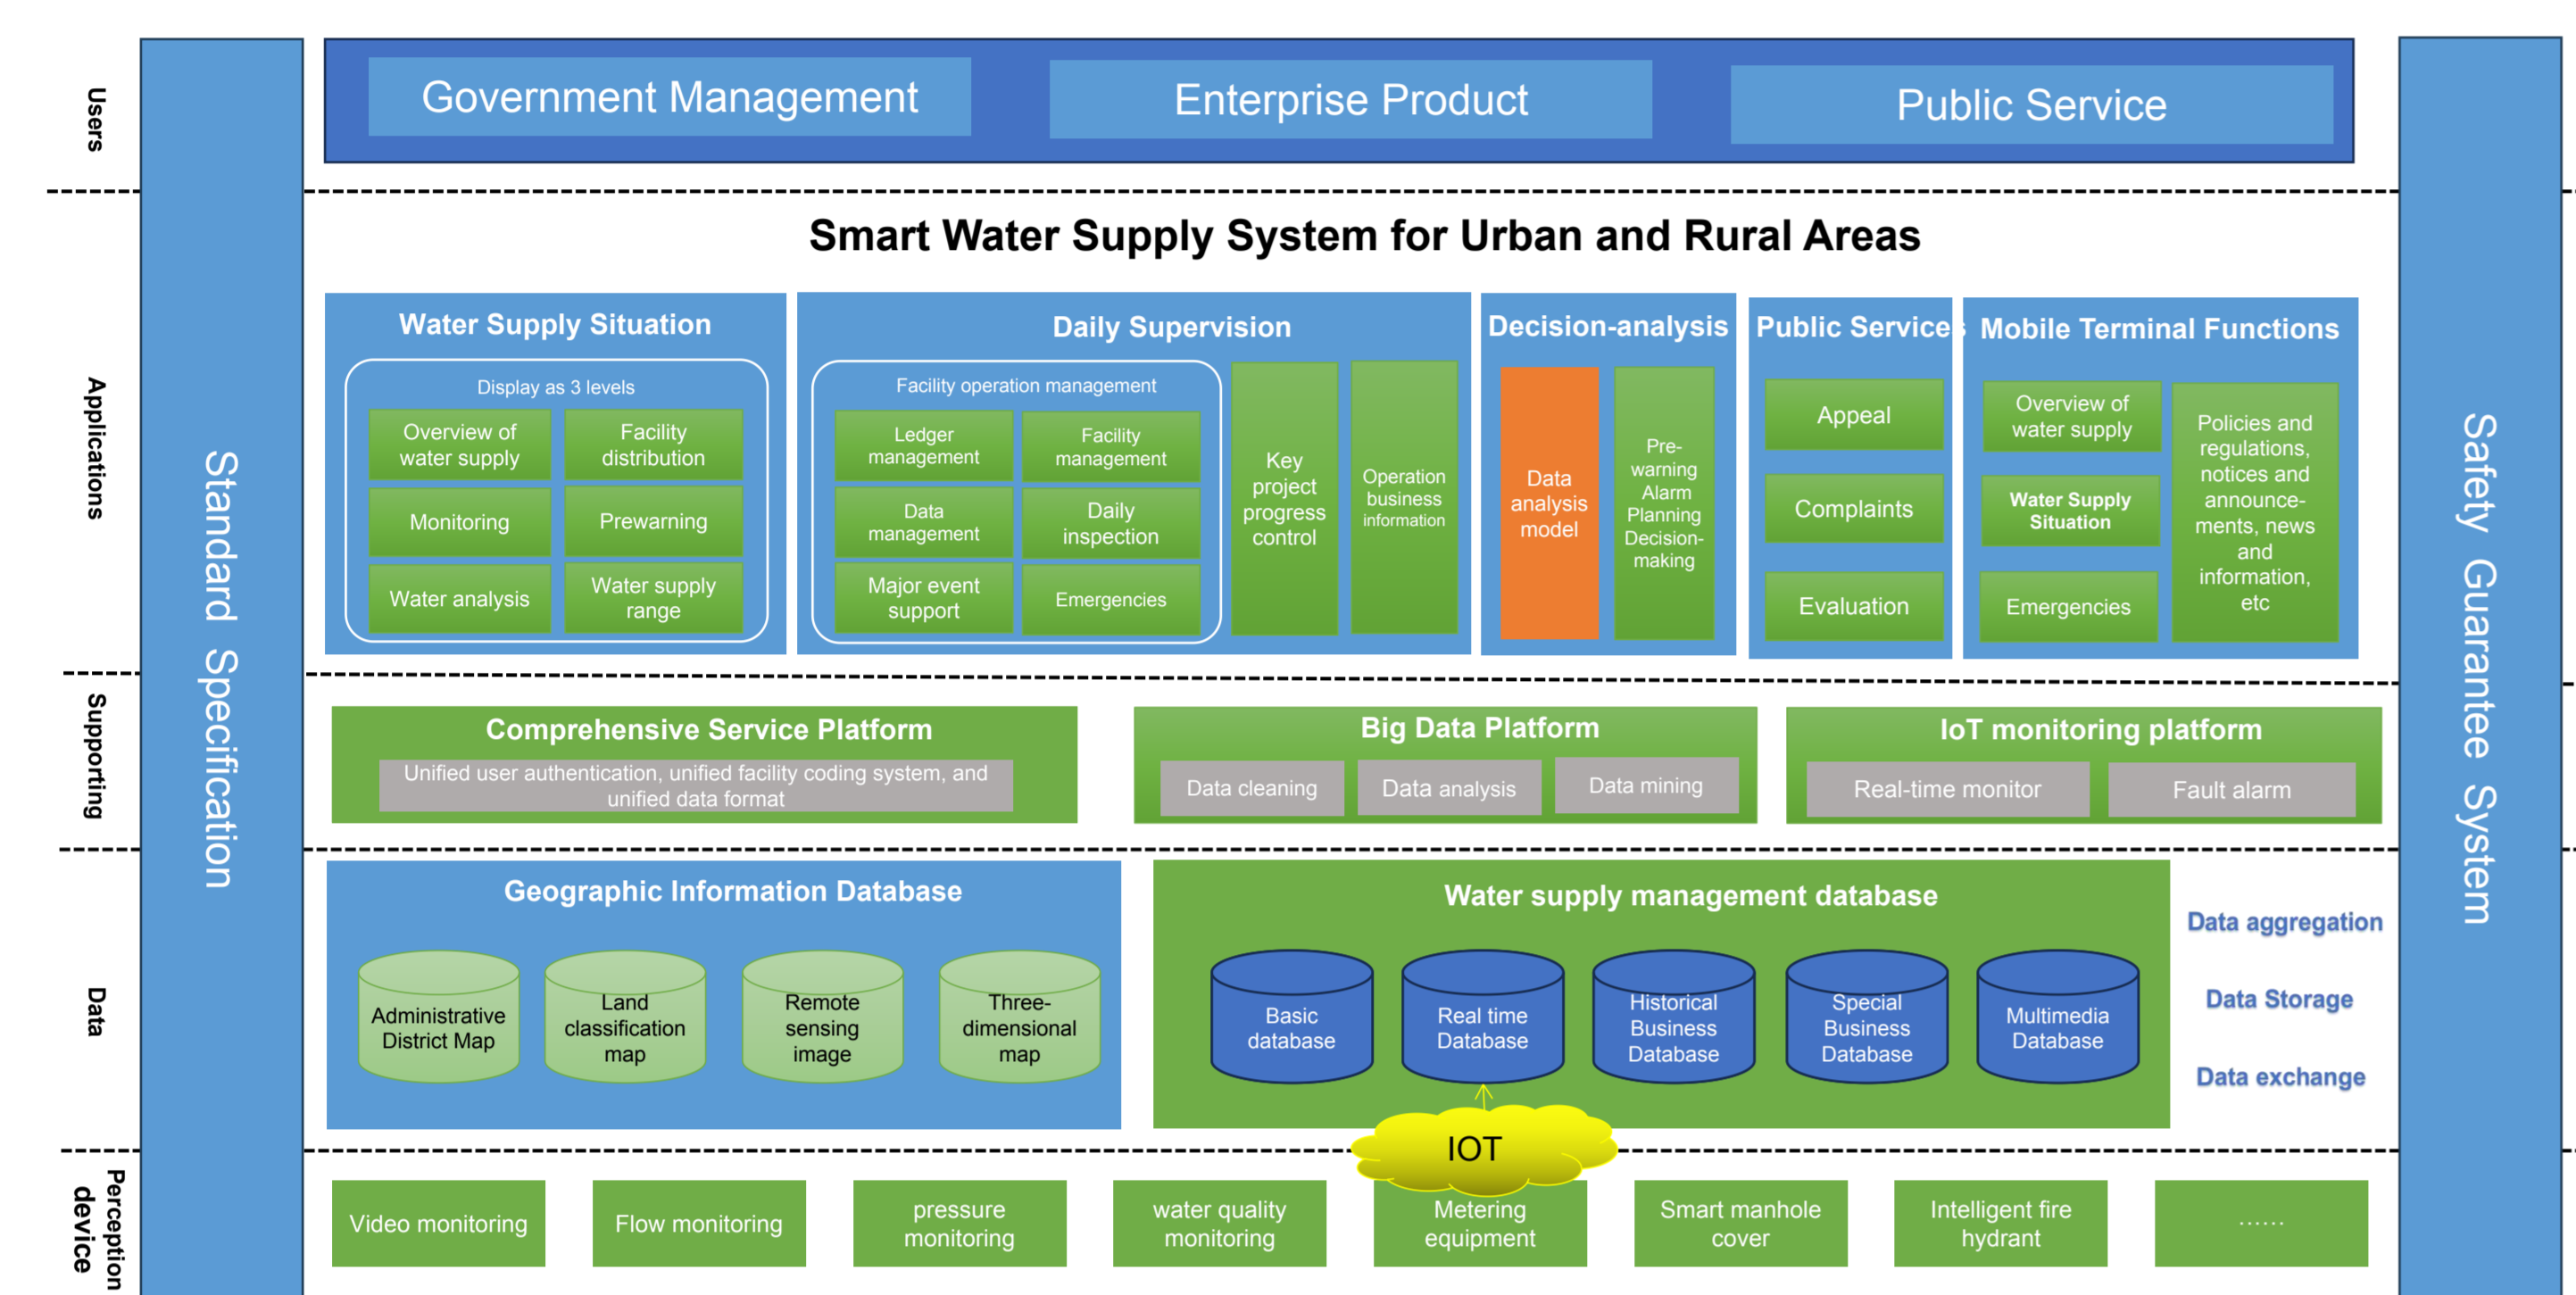 Users
Government Management
Enterprise Product
Public Service
Standard Specification
Safety Guarantee System
Applications
Smart Water Supply System for Urban and Rural Areas
Water Supply Situation
Display as 3 levels
Overview of
water supply
Facility
distribution
Monitoring
Prewarning
Water analysis
Water supply
range
Daily Supervision
Facility operation management
Ledger
management
Facility
management
Data
management
Daily
inspection
Major event
support
Emergencies
Key
project
progress
control
Operation
business
information
Decision-analysis
Data
analysis
model
Pre-
warning
Alarm
Planning
Decision-
making
Public Services
Appeal
Complaints
Evaluation
Mobile Terminal Functions
Overview of
water supply
Water Supply
Situation
Emergencies
Policies and
regulations,
notices and
announce-
ments, news
and
information,
etc
Supporting
Comprehensive Service Platform
Unified user authentication, unified facility coding system, and
unified data format
Big Data Platform
Data cleaning
Data analysis
Data mining
IoT monitoring platform
Real-time monitor
Fault alarm
Data
Geographic Information Database
Administrative
District Map
Land
classification
map
Remote
sensing
image
Three-
dimensional
map
Water supply management database
Basic
database
Real time
Database
Historical
Business
Database
Special
Business
Database
Multimedia
Database
Data aggregation
Data Storage
Data exchange
IOT
Perception
device
Video monitoring
Flow monitoring
pressure
monitoring
water quality
monitoring
Metering
equipment
Smart manhole
cover
Intelligent fire
hydrant
......